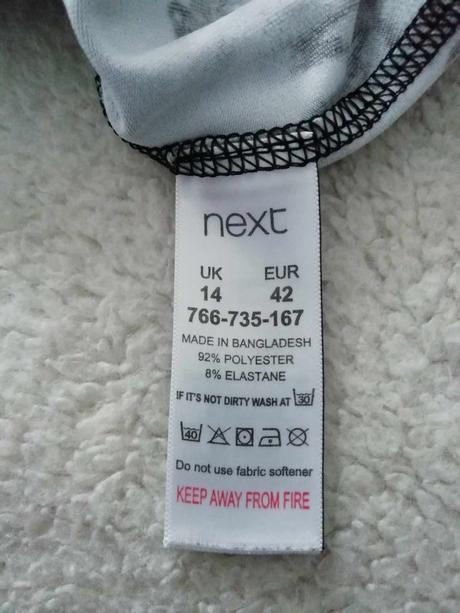 next
UK EUR
14 42
766-735-167
MADE IN BANGLADESH
92% POLYESTER
8% ELASTANE
IF IT'S NOT DIRTY WASH AT 30
40
Do not use fabric softener
KEEP AWAY FROM FIRE